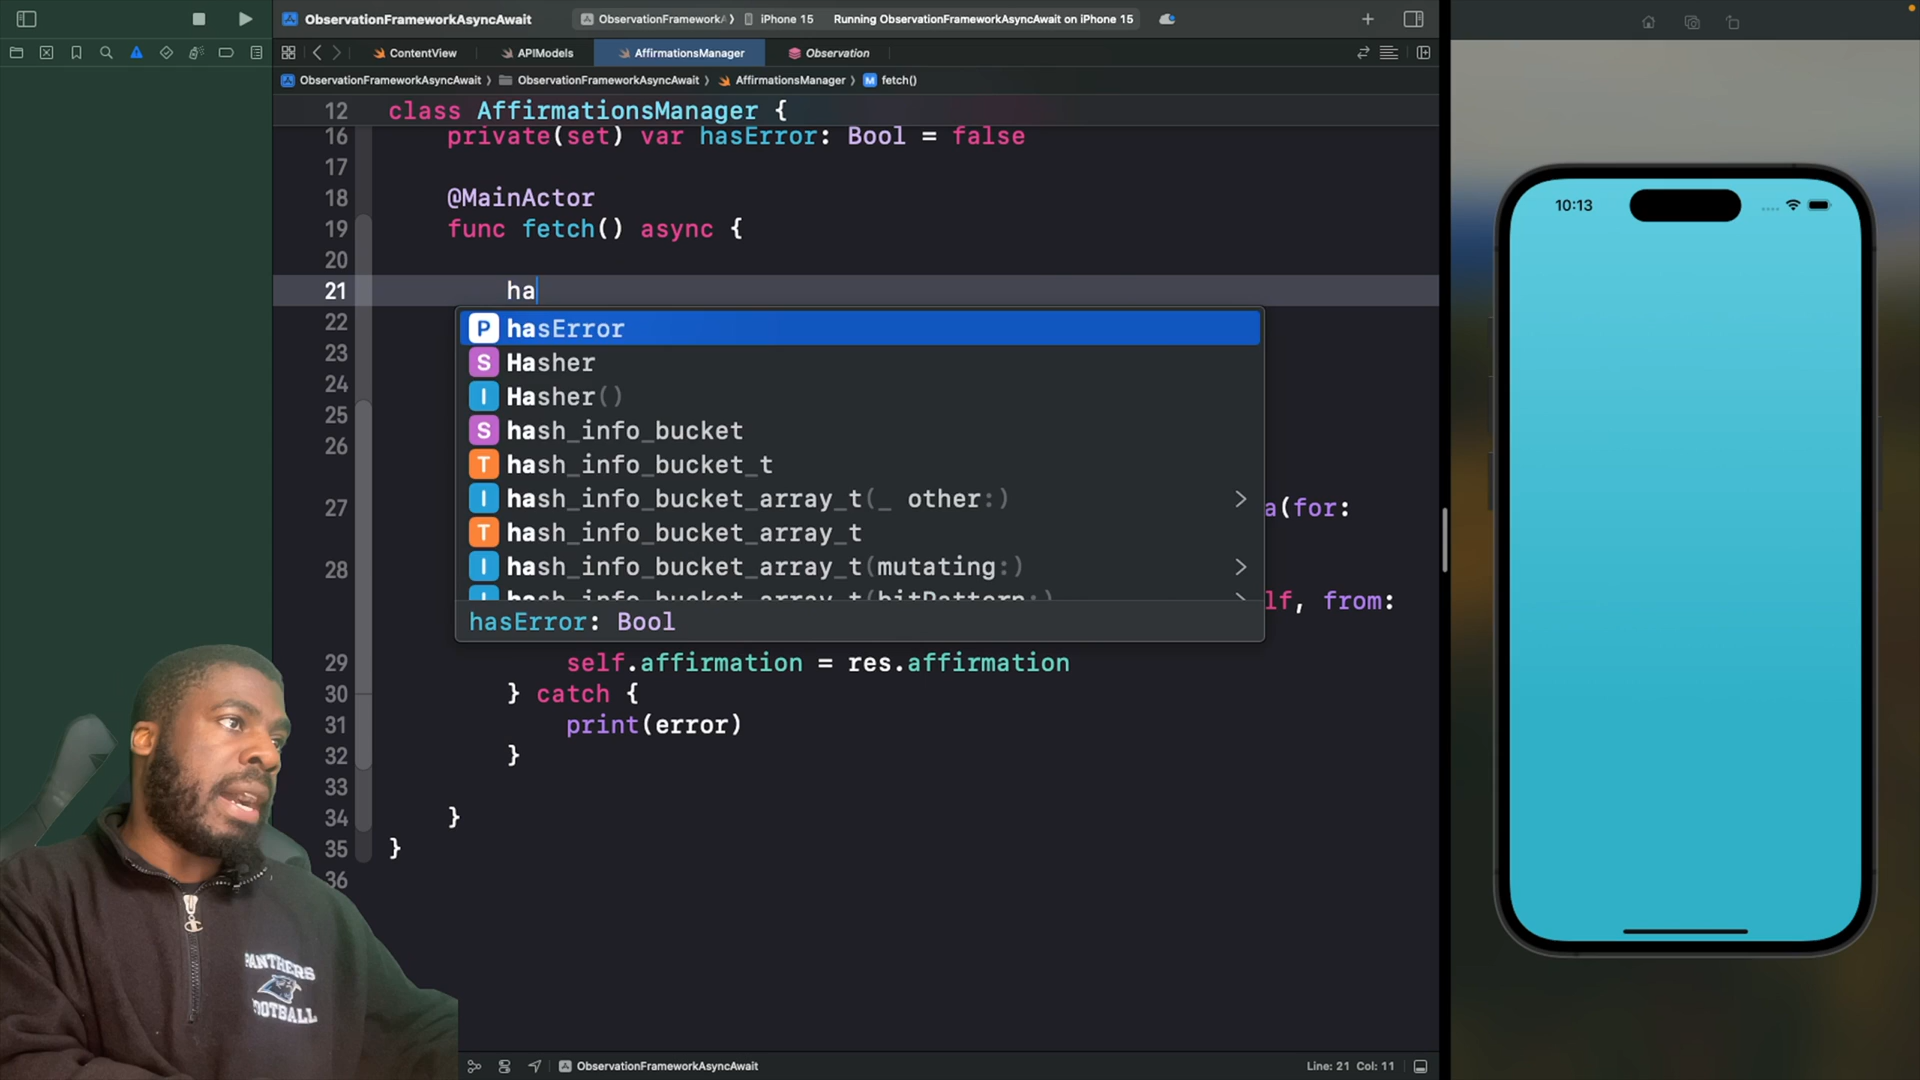 ObservationFrameworkAsyncAwait
ObservationFrameworkA
iPhone 15
Running ObservationFrameworkAsyncAwait on iPhone 15
ContentView
APIModels
AffirmationsManager
Observation
ObservationFrameworkAsyncAwait
ObservationFrameworkAsyncAwait
AffirmationsManager
M
fetch()
12 class AffirmationsManager {
16 private(set) var hasError: Bool = false
17
18 @MainActor
19 func fetch() async {
20
21 ha
22
P hasError
23
S Hasher
24
I Hasher()
25
S hash_info_bucket
26
T hash_info_bucket_t
I hash_info_bucket_array_t(_ other:)
27 a(for:
T hash_info_bucket_array_t
28
I hash_info_bucket_array_t(mutating:)
I hash_info_bucket_array_t(bitPattern:)
lf, from:
hasError: Bool
29 self.affirmation = res.affirmation
30 } catch {
31 print(error)
32 }
33
34 }
35 }
36
10:13
PANTHERS
FOOTBALL
ObservationFrameworkAsyncAwait
Line: 21 Col: 11